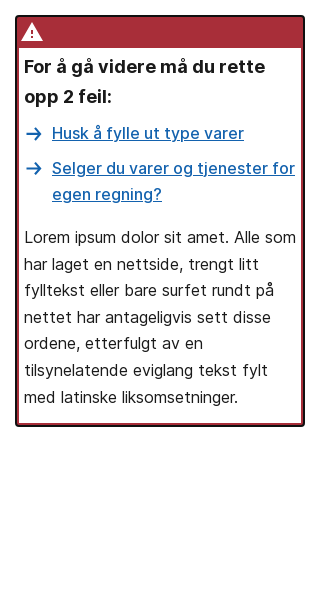 For å gå videre må du rette
opp 2 feil:
Husk å fylle ut type varer
Selger du varer og tjenester for
egen regning?
Lorem ipsum dolor sit amet. Alle som
har laget en nettside, trengt litt
fylltekst eller bare surfet rundt på
nettet har antageligvis sett disse
ordene, etterfulgt av en
tilsynelatende eviglang tekst fylt
med latinske liksomsetninger.